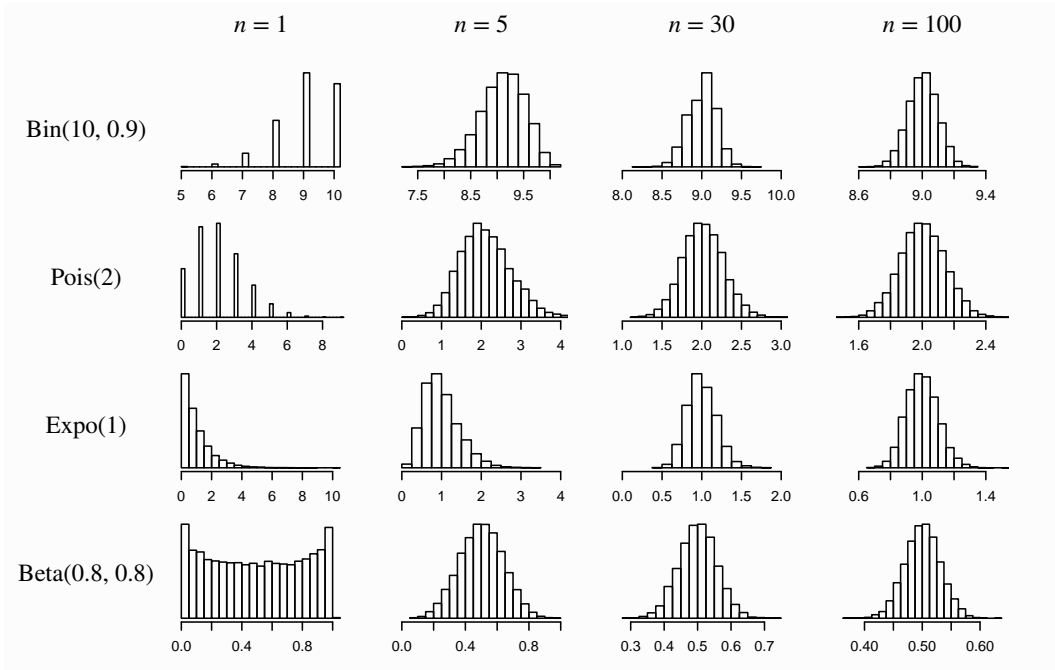 n = 1 n = 5 n = 30 n = 100
Bin(10, 0.9)
5 6 7 8 9 10 7.5 8.5 9.5 8.0 8.5 9.0 9.5 10.0 8.6 9.0 9.4
Pois(2)
0 2 4 6 8 0 1 2 3 4 1.0 1.5 2.0 2.5 3.0 1.6 2.0 2.4
Expo(1)
0 2 4 6 8 10 0 1 2 3 4 0.0 0.5 1.0 1.5 2.0 0.6 1.0 1.4
Beta(0.8, 0.8)
0.0 0.4 0.8 0.0 0.4 0.8 0.3 0.4 0.5 0.6 0.7 0.40 0.50 0.60